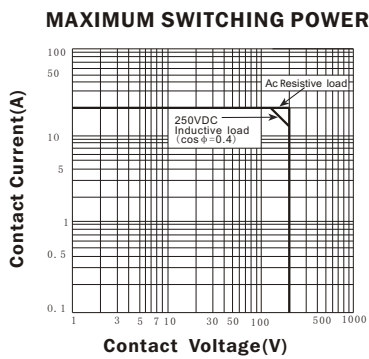 MAXIMUM SWITCHING POWER
100
50
10
5
1
0.5
0.1
Contact Current(A)
Ac Resistive load
250VDC
Inductive load
(cosφ=0.4)
1 3 5 7 10 30 50 100 500 1000
Contact Voltage(V)